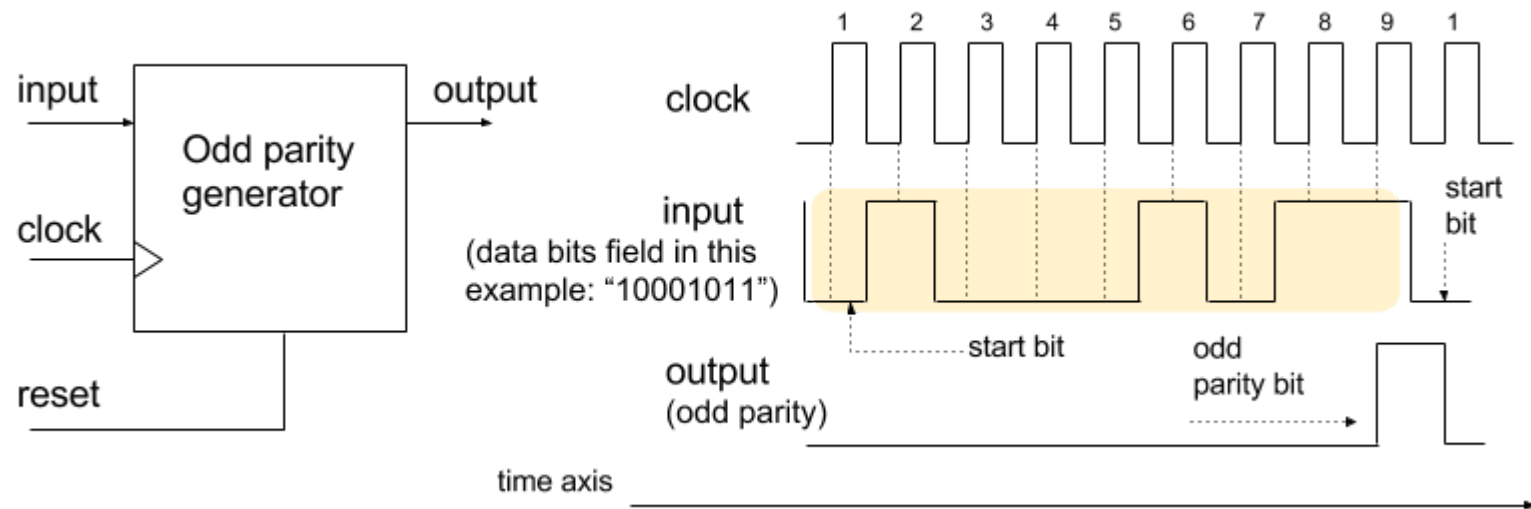 input
output
Odd parity
generator
clock
reset
1 2 3 4 5 6 7 8 9 1
clock
input
(data bits field in this
example: “10001011”)
start
bit
start bit
output
(odd parity)
odd
parity bit
time axis